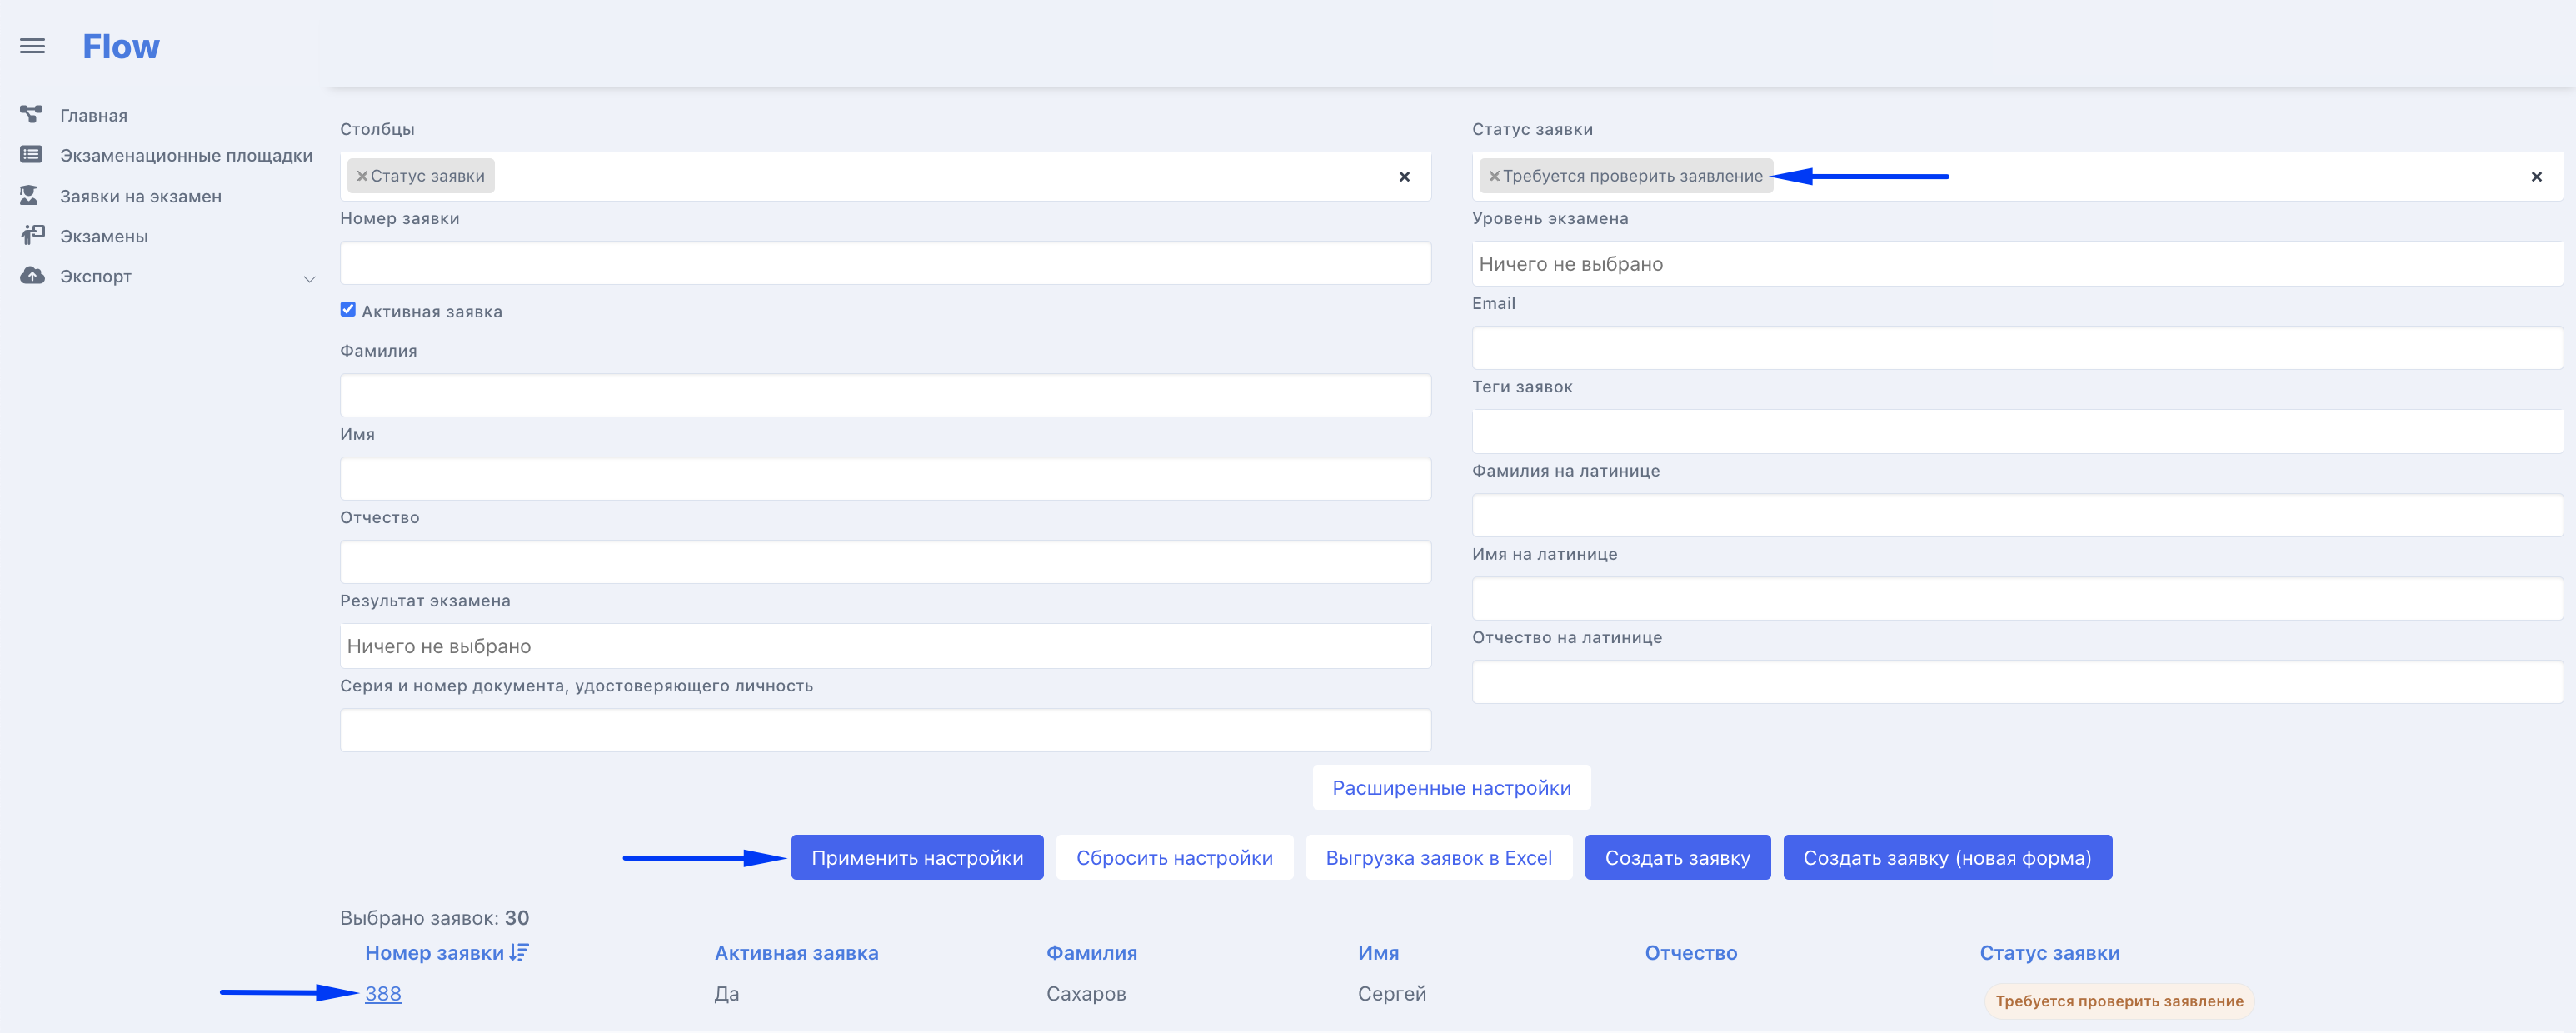 Flow
Главная
Экзаменационные площадки
Заявки на экзамен
Экзамены
Экспорт
Столбцы
Статус заявки
Номер заявки
Активная заявка
Фамилия
Имя
Отчество
Результат экзамена
Ничего не выбрано
Серия и номер документа, удостоверяющего личность
Статус заявки
Требуется проверить заявление
Уровень экзамена
Ничего не выбрано
Email
Теги заявок
Фамилия на латинице
Имя на латинице
Отчество на латинице
Расширенные настройки
Применить настройки Сбросить настройки Выгрузка заявок в Excel Создать заявку Создать заявку (новая форма)
Выбрано заявок: 30
Номер заявки Активная заявка Фамилия Имя Отчество Статус заявки
388 Да Сахаров Сергей Требуется проверить заявление